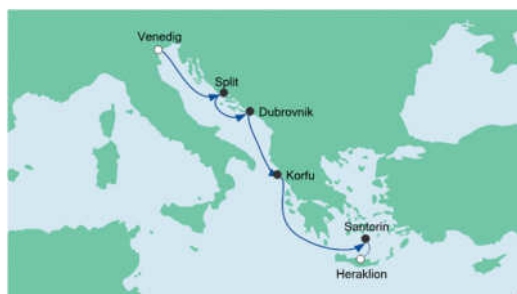 Venedig
Split
Dubrovnik
Korfu
Santorin
Heraklion